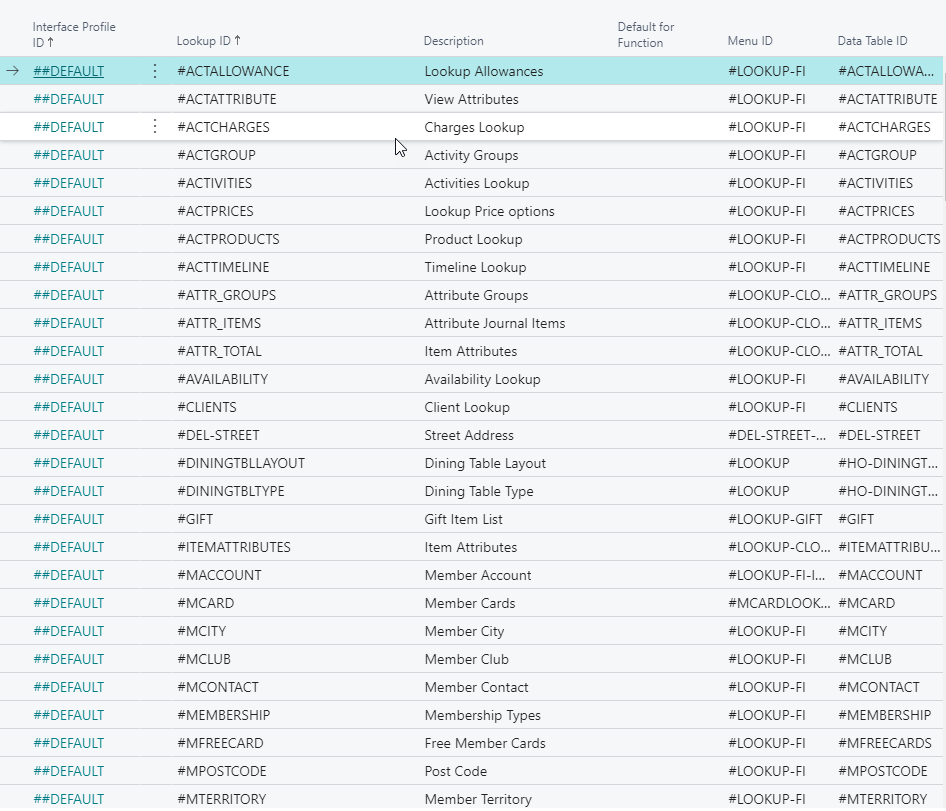 Interface Profile ID ↑ Lookup ID ↑ Description Default for Function Menu ID Data Table ID
##DEFAULT #ACTALLOWANCE Lookup Allowances #LOOKUP-FI #ACTALLOWA...
##DEFAULT #ACTATTRIBUTE View Attributes #LOOKUP-FI #ACTATTRIBUTE
##DEFAULT #ACTCHARGES Charges Lookup #LOOKUP-FI #ACTCHARGES
##DEFAULT #ACTGROUP Activity Groups #LOOKUP-FI #ACTGROUP
##DEFAULT #ACTIVITIES Activities Lookup #LOOKUP-FI #ACTIVITIES
##DEFAULT #ACTPRICES Lookup Price options #LOOKUP-FI #ACTPRICES
##DEFAULT #ACTPRODUCTS Product Lookup #LOOKUP-FI #ACTPRODUCTS
##DEFAULT #ACTTIMELINE Timeline Lookup #LOOKUP-FI #ACTTIMELINE
##DEFAULT #ATTR_GROUPS Attribute Groups #LOOKUP-CLO... #ATTR_GROUPS
##DEFAULT #ATTR_ITEMS Attribute Journal Items #LOOKUP-CLO... #ATTR_ITEMS
##DEFAULT #ATTR_TOTAL Item Attributes #LOOKUP-CLO... #ATTR_TOTAL
##DEFAULT #AVAILABILITY Availability Lookup #LOOKUP-FI #AVAILABILITY
##DEFAULT #CLIENTS Client Lookup #LOOKUP-FI #CLIENTS
##DEFAULT #DEL-STREET Street Address #DEL-STREET-... #DEL-STREET
##DEFAULT #DININGTBLLAYOUT Dining Table Layout #LOOKUP #HO-DININGT...
##DEFAULT #DININGTBLTYPE Dining Table Type #LOOKUP #HO-DININGT...
##DEFAULT #GIFT Gift Item List #LOOKUP-GIFT #GIFT
##DEFAULT #ITEMATTRIBUTES Item Attributes #LOOKUP-CLO... #ITEMATTRIBU...
##DEFAULT #MACCOUNT Member Account #LOOKUP-FI-I... #MACCOUNT
##DEFAULT #MCARD Member Cards #MCARDLOOK... #MCARD
##DEFAULT #MCITY Member City #LOOKUP-FI #MCITY
##DEFAULT #MCLUB Member Club #LOOKUP-FI #MCLUB
##DEFAULT #MCONTACT Member Contact #LOOKUP-FI #MCONTACT
##DEFAULT #MEMBERSHIP Membership Types #LOOKUP-FI #MEMBERSHIP
##DEFAULT #MFREECARD Free Member Cards #LOOKUP-FI #MFREECARDS
##DEFAULT #MPOSTCODE Post Code #LOOKUP-FI #MPOSTCODE
##DEFAULT #MTERRITORY Member Territory #LOOKUP-FI #MTERRITORY